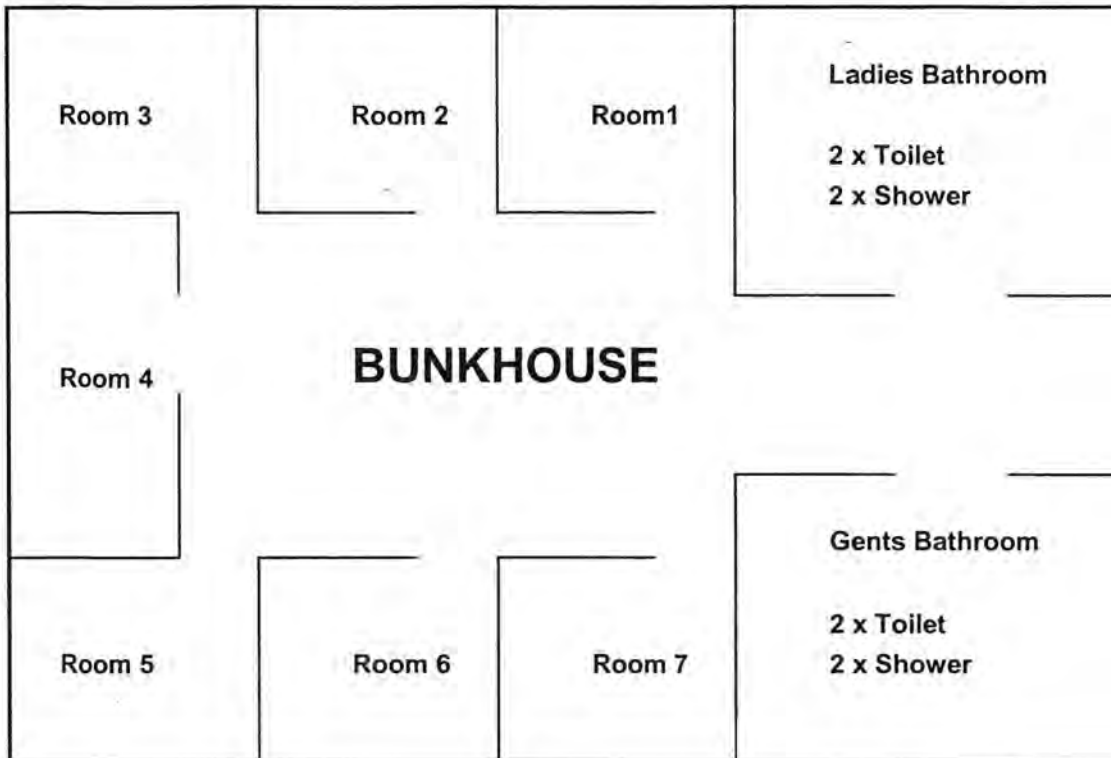 Room 3
Room 2
Room1
Ladies Bathroom
2 x Toilet
2 x Shower
Room 4
BUNKHOUSE
Gents Bathroom
2 x Toilet
2 x Shower
Room 5
Room 6
Room 7